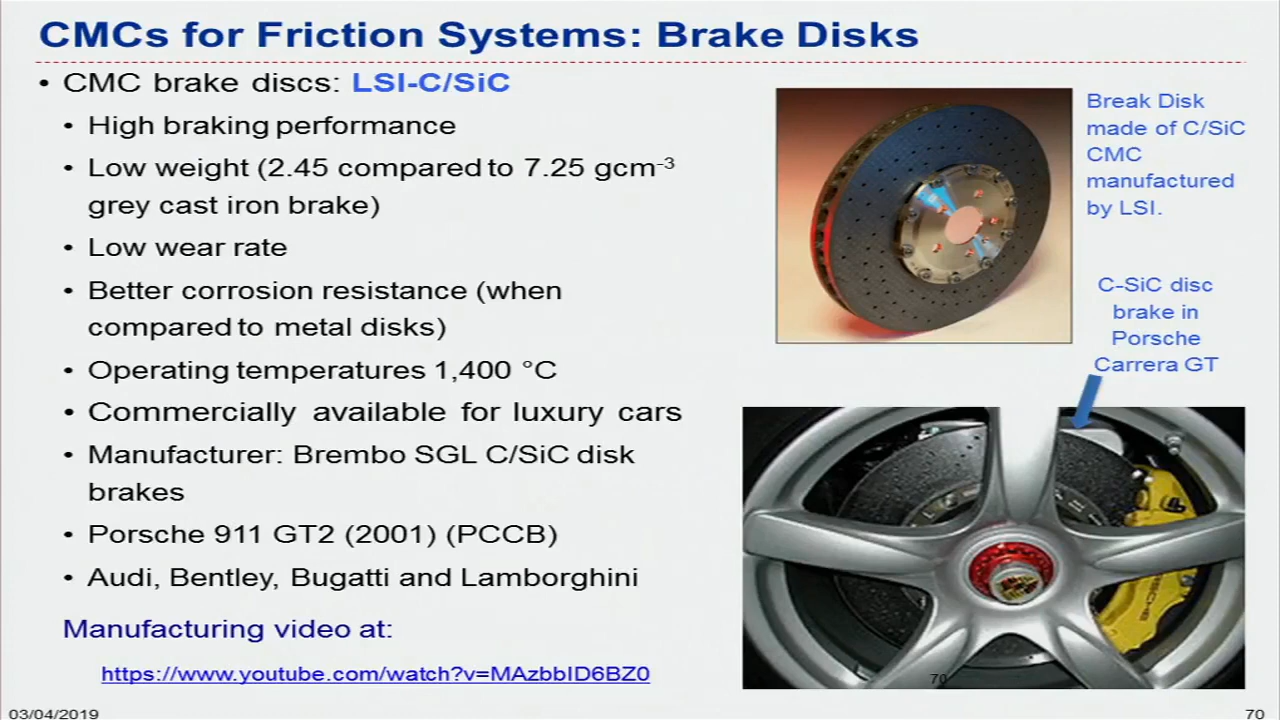 CMCs for Friction Systems: Brake Disks
• CMC brake discs: LSI-C/SiC
• High braking performance
• Low weight (2.45 compared to 7.25 gcm-3
grey cast iron brake)
• Low wear rate
• Better corrosion resistance (when
compared to metal disks)
• Operating temperatures 1,400 °C
• Commercially available for luxury cars
• Manufacturer: Brembo SGL C/SiC disk
brakes
• Porsche 911 GT2 (2001) (PCCB)
• Audi, Bentley, Bugatti and Lamborghini
Manufacturing video at:
https://www.youtube.com/watch?v=MAzbbID6BZ0
Break Disk
made of C/SiC
CMC
manufactured
by LSI.
C-SiC disc
brake in
Porsche
Carrera GT
PORSCHE
70
03/04/2019
70